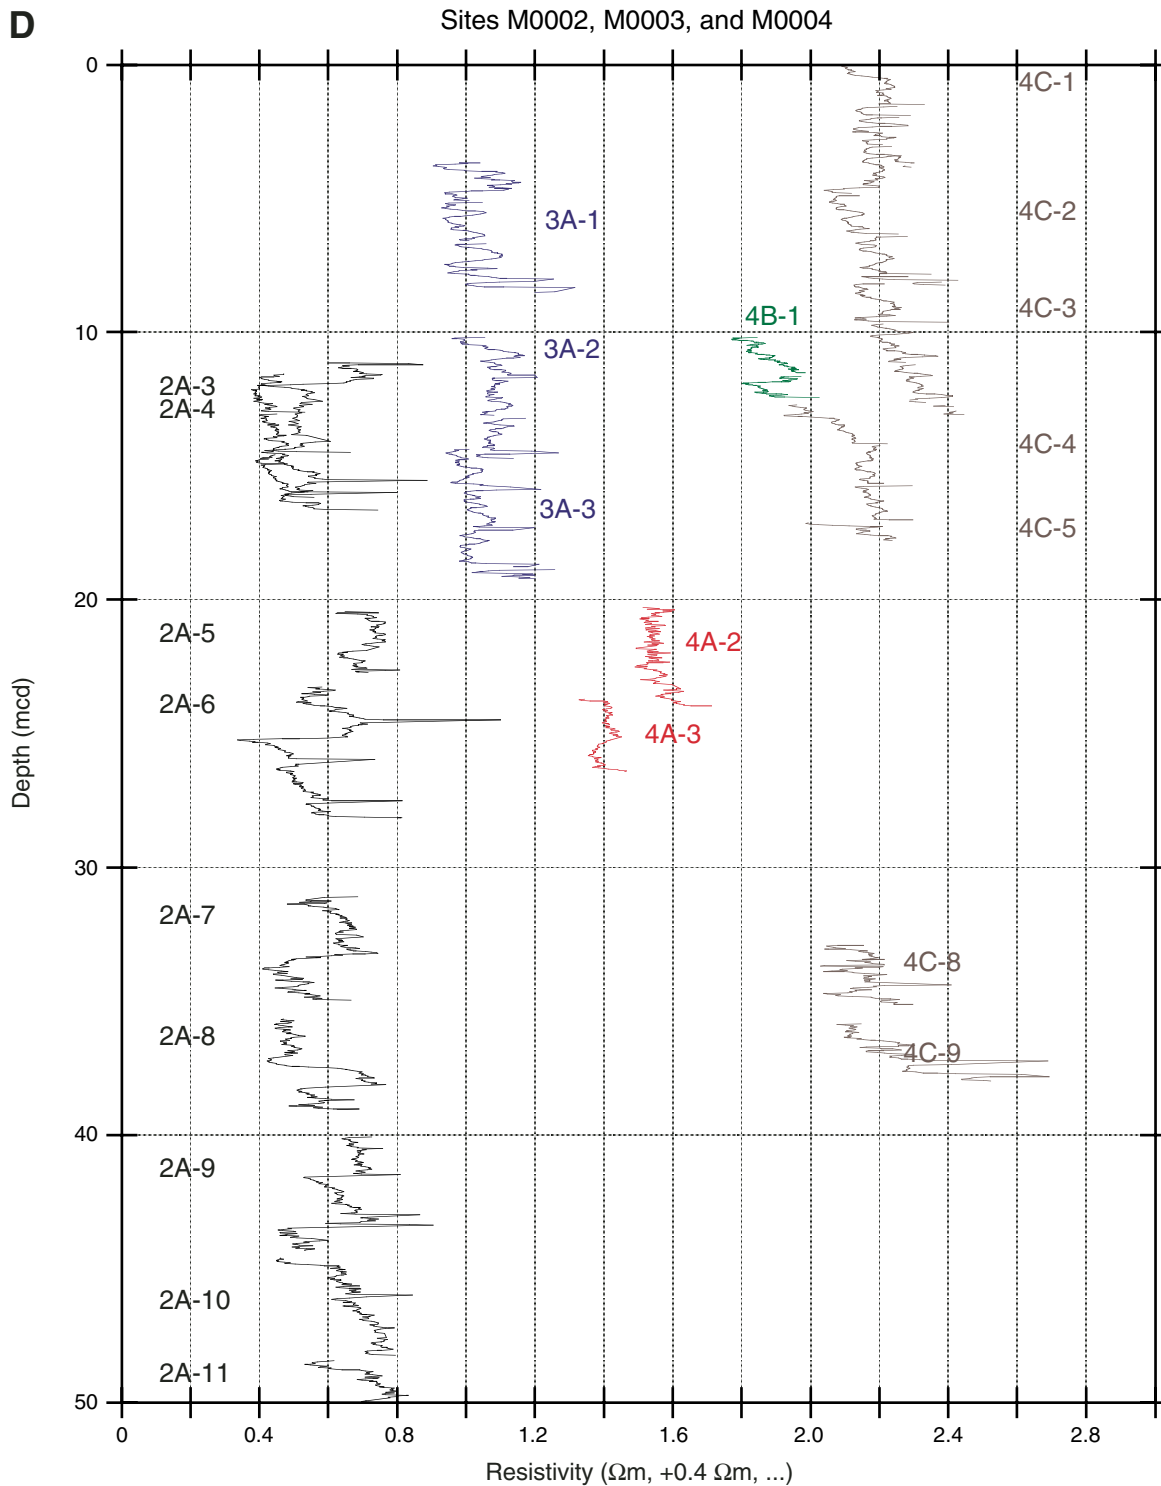 D
Sites M0002, M0003, and M0004
0
4C-1
4C-2
3A-1
4C-3
4B-1
10
3A-2
2A-3
2A-4
4C-4
3A-3
4C-5
20
2A-5
4A-2
2A-6
4A-3
Depth (mcd)
30
2A-7
4C-8
2A-8
4C-9
40
2A-9
2A-10
2A-11
50
0 0.4 0.8 1.2 1.6 2.0 2.4 2.8
Resistivity (Ωm, +0.4 Ωm, ...)